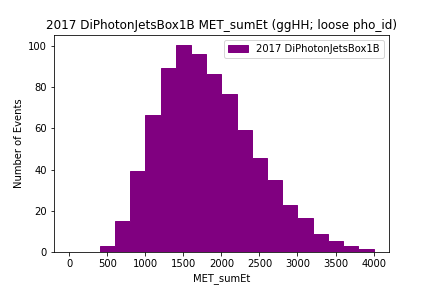 2017 DiPhotonJetsBox1B MET_sumEt (ggHH; loose pho_id)
2017 DiPhotonJetsBox1B
Number of Events
100
80
60
40
20
0
0 500 1000 1500 2000 2500 3000 3500 4000
MET_sumEt